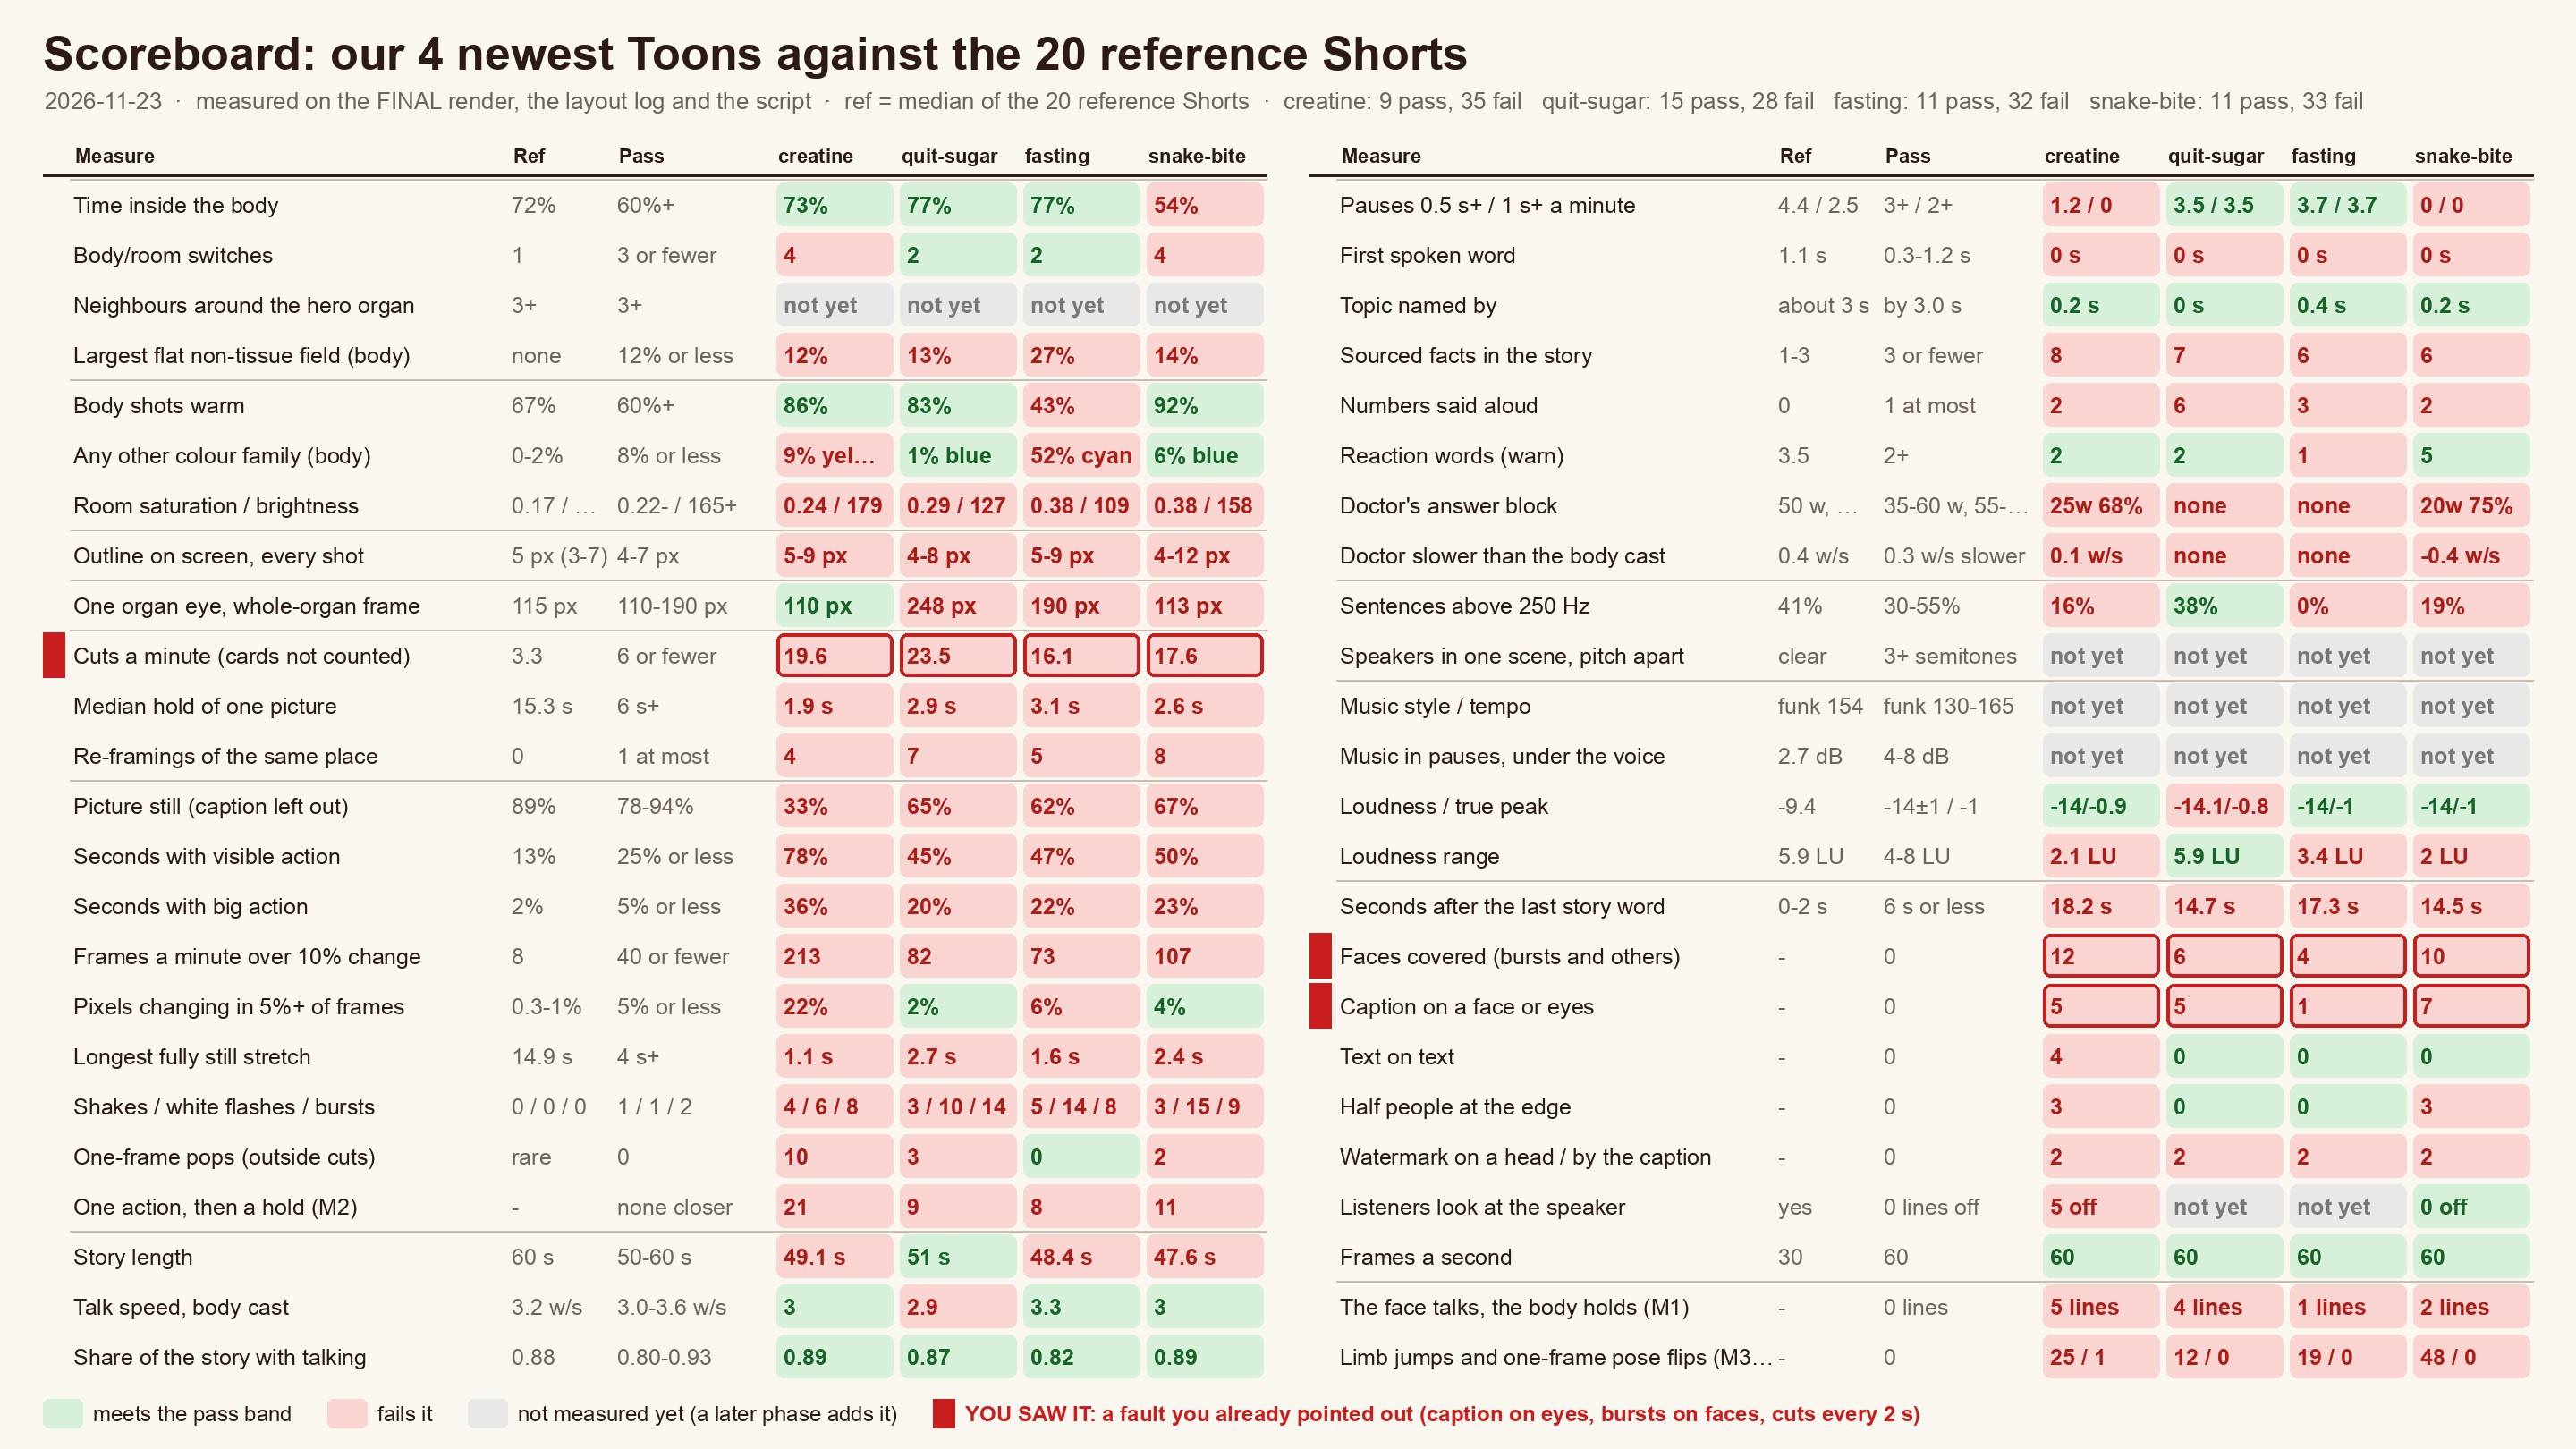 Scoreboard: our 4 newest Toons against the 20 reference Shorts
2026-11-23 · measured on the FINAL render, the layout log and the script · ref = median of the 20 reference Shorts · creatine: 9 pass, 35 fail quit-sugar: 15 pass, 28 fail fasting: 11 pass, 32 fail snake-bite: 11 pass, 33 fail
Measure Ref Pass creatine quit-sugar fasting snake-bite
Time inside the body 72% 60%+ 73% 77% 77% 54%
Body/room switches 1 3 or fewer 4 2 2 4
Neighbours around the hero organ 3+ 3+ not yet not yet not yet not yet
Largest flat non-tissue field (body) none 12% or less 12% 13% 27% 14%
Body shots warm 67% 60%+ 86% 83% 43% 92%
Any other colour family (body) 0-2% 8% or less 9% yel… 1% blue 52% cyan 6% blue
Room saturation / brightness 0.17 / … 0.22- / 165+ 0.24 / 179 0.29 / 127 0.38 / 109 0.38 / 158
Outline on screen, every shot 5 px (3-7) 4-7 px 5-9 px 4-8 px 5-9 px 4-12 px
One organ eye, whole-organ frame 115 px 110-190 px 110 px 248 px 190 px 113 px
Cuts a minute (cards not counted) 3.3 6 or fewer 19.6 23.5 16.1 17.6
Median hold of one picture 15.3 s 6 s+ 1.9 s 2.9 s 3.1 s 2.6 s
Re-framings of the same place 0 1 at most 4 7 5 8
Picture still (caption left out) 89% 78-94% 33% 65% 62% 67%
Seconds with visible action 13% 25% or less 78% 45% 47% 50%
Seconds with big action 2% 5% or less 36% 20% 22% 23%
Frames a minute over 10% change 8 40 or fewer 213 82 73 107
Pixels changing in 5%+ of frames 0.3-1% 5% or less 22% 2% 6% 4%
Longest fully still stretch 14.9 s 4 s+ 1.1 s 2.7 s 1.6 s 2.4 s
Shakes / white flashes / bursts 0 / 0 / 0 1 / 1 / 2 4 / 6 / 8 3 / 10 / 14 5 / 14 / 8 3 / 15 / 9
One-frame pops (outside cuts) rare 0 10 3 0 2
One action, then a hold (M2) - none closer 21 9 8 11
Story length 60 s 50-60 s 49.1 s 51 s 48.4 s 47.6 s
Talk speed, body cast 3.2 w/s 3.0-3.6 w/s 3 2.9 3.3 3
Share of the story with talking 0.88 0.80-0.93 0.89 0.87 0.82 0.89
Measure Ref Pass creatine quit-sugar fasting snake-bite
Pauses 0.5 s+ / 1 s+ a minute 4.4 / 2.5 3+ / 2+ 1.2 / 0 3.5 / 3.5 3.7 / 3.7 0 / 0
First spoken word 1.1 s 0.3-1.2 s 0 s 0 s 0 s 0 s
Topic named by about 3 s by 3.0 s 0.2 s 0 s 0.4 s 0.2 s
Sourced facts in the story 1-3 3 or fewer 8 7 6 6
Numbers said aloud 0 1 at most 2 6 3 2
Reaction words (warn) 3.5 2+ 2 2 1 5
Doctor's answer block 50 w, … 35-60 w, 55-… 25w 68% none none 20w 75%
Doctor slower than the body cast 0.4 w/s 0.3 w/s slower 0.1 w/s none none -0.4 w/s
Sentences above 250 Hz 41% 30-55% 16% 38% 0% 19%
Speakers in one scene, pitch apart clear 3+ semitones not yet not yet not yet not yet
Music style / tempo funk 154 funk 130-165 not yet not yet not yet not yet
Music in pauses, under the voice 2.7 dB 4-8 dB not yet not yet not yet not yet
Loudness / true peak -9.4 -14±1 / -1 -14/-0.9 -14.1/-0.8 -14/-1 -14/-1
Loudness range 5.9 LU 4-8 LU 2.1 LU 5.9 LU 3.4 LU 2 LU
Seconds after the last story word 0-2 s 6 s or less 18.2 s 14.7 s 17.3 s 14.5 s
Faces covered (bursts and others) - 0 12 6 4 10
Caption on a face or eyes - 0 5 5 1 7
Text on text - 0 4 0 0 0
Half people at the edge - 0 3 0 0 3
Watermark on a head / by the caption - 0 2 2 2 2
Listeners look at the speaker yes 0 lines off 5 off not yet not yet 0 off
Frames a second 30 60 60 60 60 60
The face talks, the body holds (M1) - 0 lines 5 lines 4 lines 1 lines 2 lines
Limb jumps and one-frame pose flips (M3… - 0 25 / 1 12 / 0 19 / 0 48 / 0
meets the pass band fails it not measured yet (a later phase adds it) YOU SAW IT: a fault you already pointed out (caption on eyes, bursts on faces, cuts every 2 s)